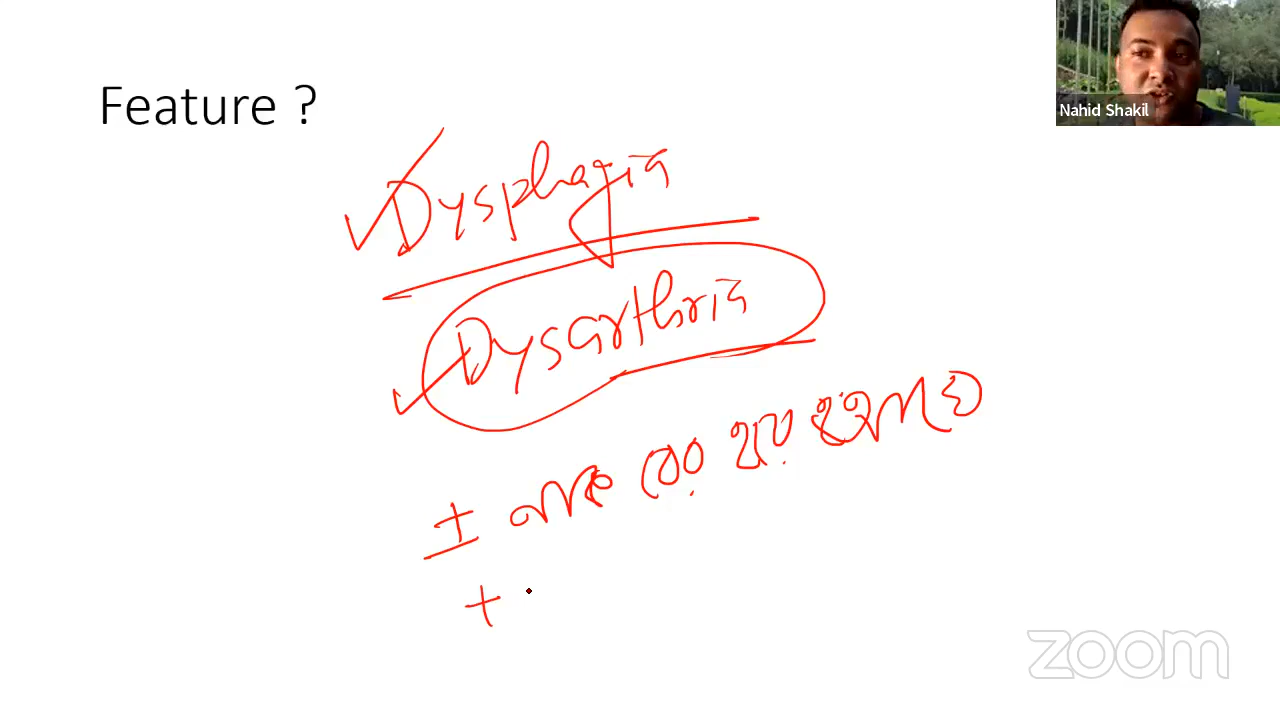 Feature ?
Nahid Shakil
Dysphagia
Dysarthria
± নাক
+
zoom